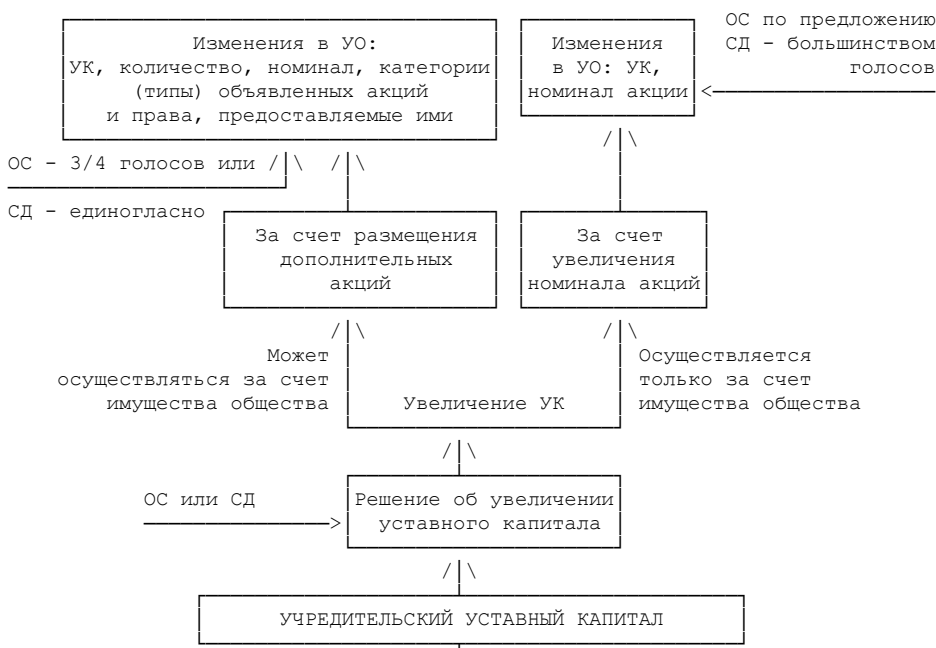 Изменения в УО:
УК, количество, номинал, категории
(типы) объявленных акций
и права, предоставляемые ими
Изменения
в УО: УК,
номинал акции
ОС по предложению
СД - большинством
голосов
ОС - 3/4 голосов или
СД - единогласно
За счет размещения
дополнительных
акций
За счет
увеличения
номинала акций
Может
осуществляться за счет
имущества общества
Увеличение УК
Осуществляется
только за счет
имущества общества
ОС или СД
Решение об увеличении
уставного капитала
УЧРЕДИТЕЛЬСКИЙ УСТАВНЫЙ КАПИТАЛ